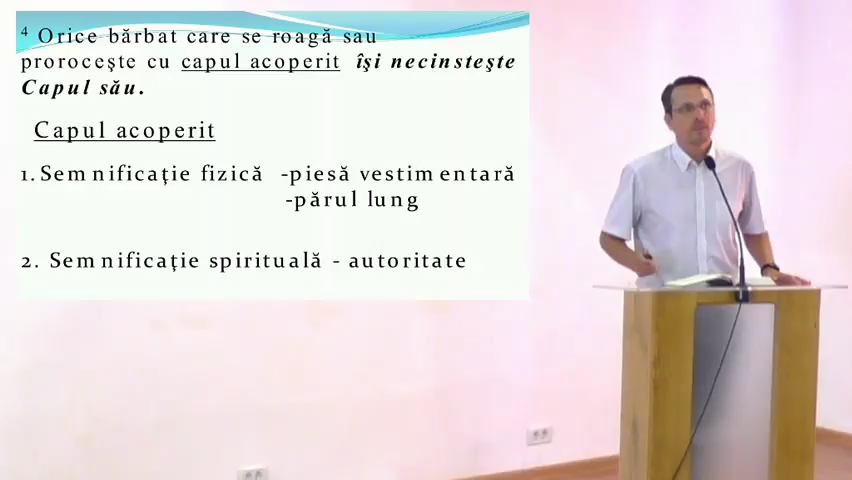 4 Orice bărbat care se roagă sau
proroceşte cu capul acoperit îşi necinsteşte
Capul său.
Capul acoperit
1. Semnificaţie fizică -piesă vestimentară
-părul lung
2. Semnificaţie spirituală - autoritate